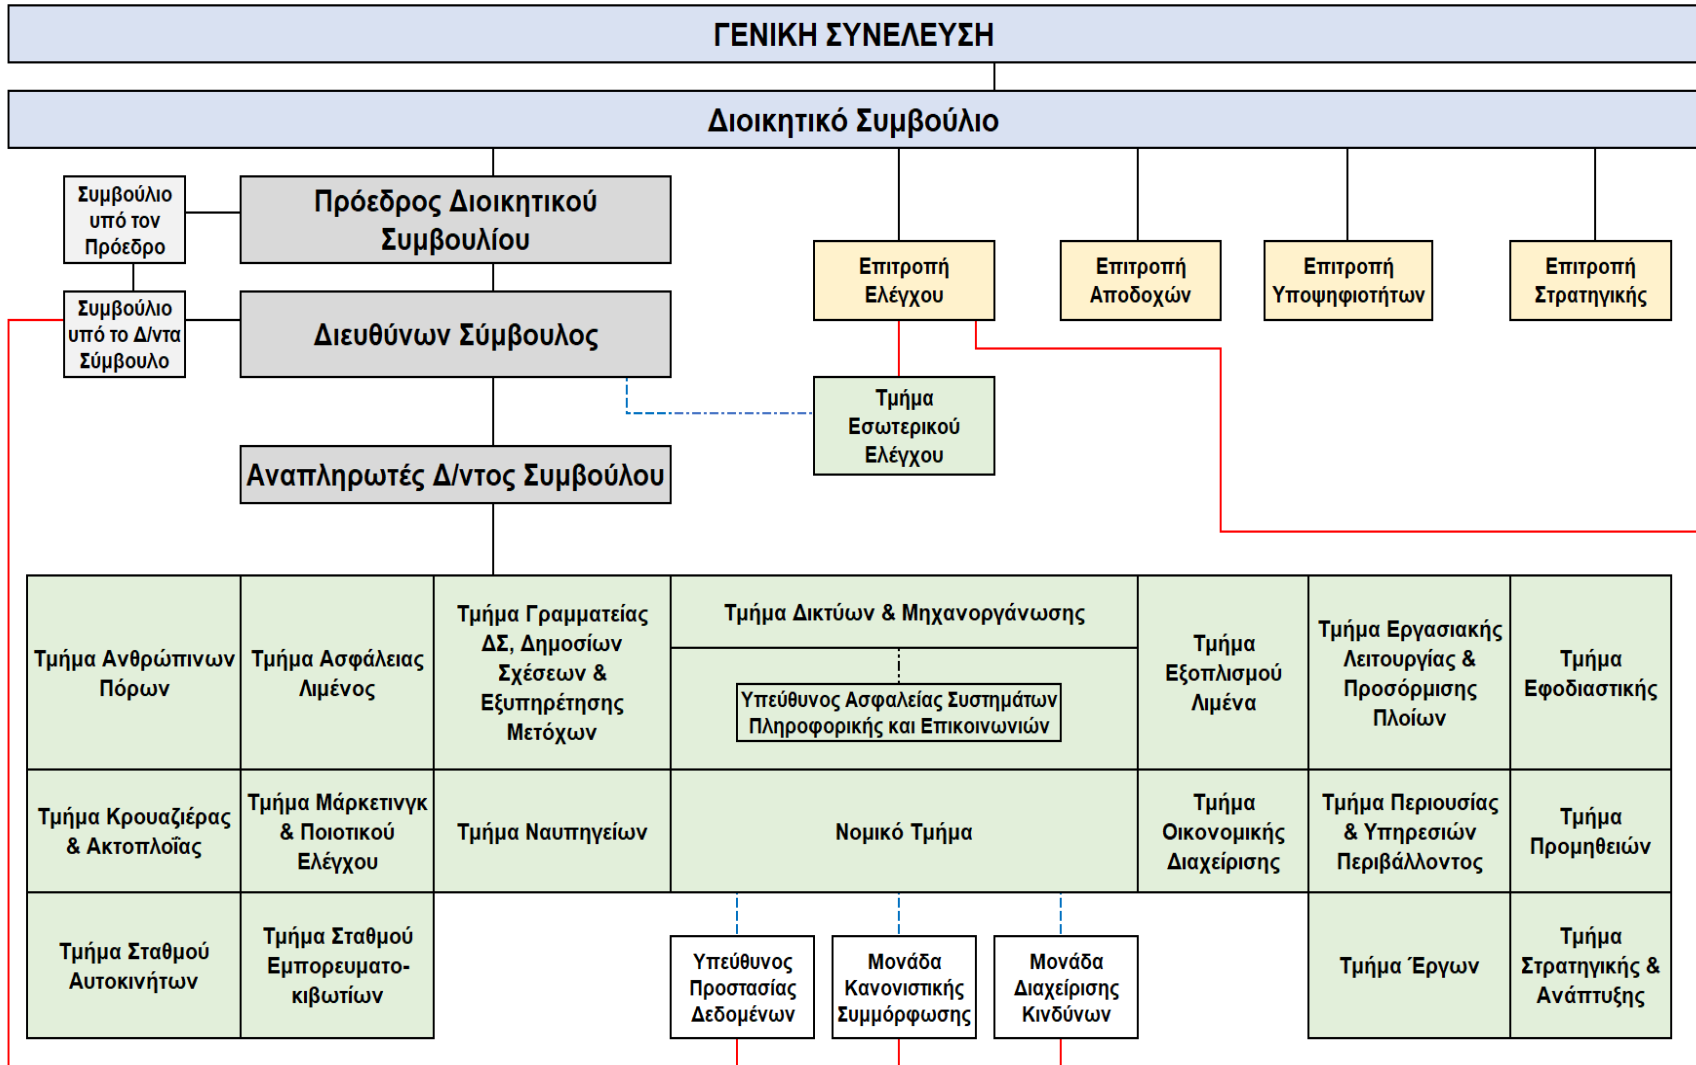 ΓΕΝΙΚΗ ΣΥΝΕΛΕΥΣΗ
Διοικητικό Συμβούλιο
Συμβούλιο
υπό τον
Πρόεδρο
Πρόεδρος Διοικητικού
Συμβουλίου
Επιτροπή
Ελέγχου
Επιτροπή
Αποδοχών
Επιτροπή
Υποψηφιοτήτων
Επιτροπή
Στρατηγικής
Συμβούλιο
υπό το Δ/ντα
Σύμβουλο
Διευθύνων Σύμβουλος
Τμήμα
Εσωτερικού
Ελέγχου
Αναπληρωτές Δ/ντος Συμβούλου
Τμήμα Ανθρώπινων
Πόρων
Τμήμα Ασφάλειας
Λιμένος
Τμήμα Γραμματείας
ΔΣ, Δημοσίων
Σχέσεων &
Εξυπηρέτησης
Μετόχων
Τμήμα Δικτύων & Μηχανοργάνωσης
Υπεύθυνος Ασφαλείας Συστημάτων
Πληροφορικής και Επικοινωνιών
Τμήμα
Εξοπλισμού
Λιμένα
Τμήμα Εργασιακής
Λειτουργίας &
Προσόρμισης
Πλοίων
Τμήμα
Εφοδιαστικής
Τμήμα Κρουαζιέρας
& Ακτοπλοΐας
Τμήμα Μάρκετινγκ
& Ποιοτικού
Ελέγχου
Τμήμα Ναυπηγείων
Νομικό Τμήμα
Τμήμα
Οικονομικής
Διαχείρισης
Τμήμα Περιουσίας
& Υπηρεσιών
Περιβάλλοντος
Τμήμα
Προμηθειών
Τμήμα Σταθμού
Αυτοκινήτων
Τμήμα Σταθμού
Εμπορευματο-
κιβωτίων
Υπεύθυνος
Προστασίας
Δεδομένων
Μονάδα
Κανονιστικής
Συμμόρφωσης
Μονάδα
Διαχείρισης
Κινδύνων
Τμήμα Έργων
Τμήμα
Στρατηγικής &
Ανάπτυξης